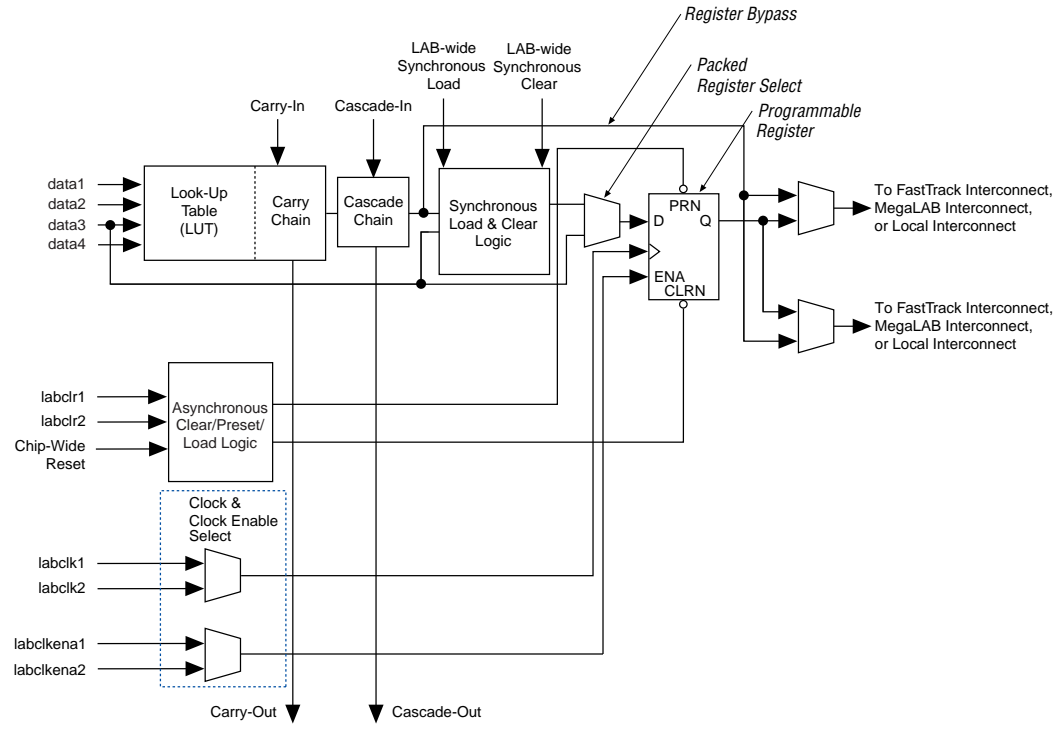 Register Bypass
LAB-wide
Synchronous
Load
LAB-wide
Synchronous
Clear
Packed
Register Select
Programmable
Register
Carry-In
Cascade-In
data1
data2
data3
data4
Look-Up
Table
(LUT)
Carry
Chain
Cascade
Chain
Synchronous
Load & Clear
Logic
PRN
D
Q
ENA
CLRN
To FastTrack Interconnect,
MegaLAB Interconnect,
or Local Interconnect
To FastTrack Interconnect,
MegaLAB Interconnect,
or Local Interconnect
labclr1
labclr2
Chip-Wide
Reset
Asynchronous
Clear/Preset/
Load Logic
Clock &
Clock Enable
Select
labclk1
labclk2
labclkena1
labclkena2
Carry-Out
Cascade-Out